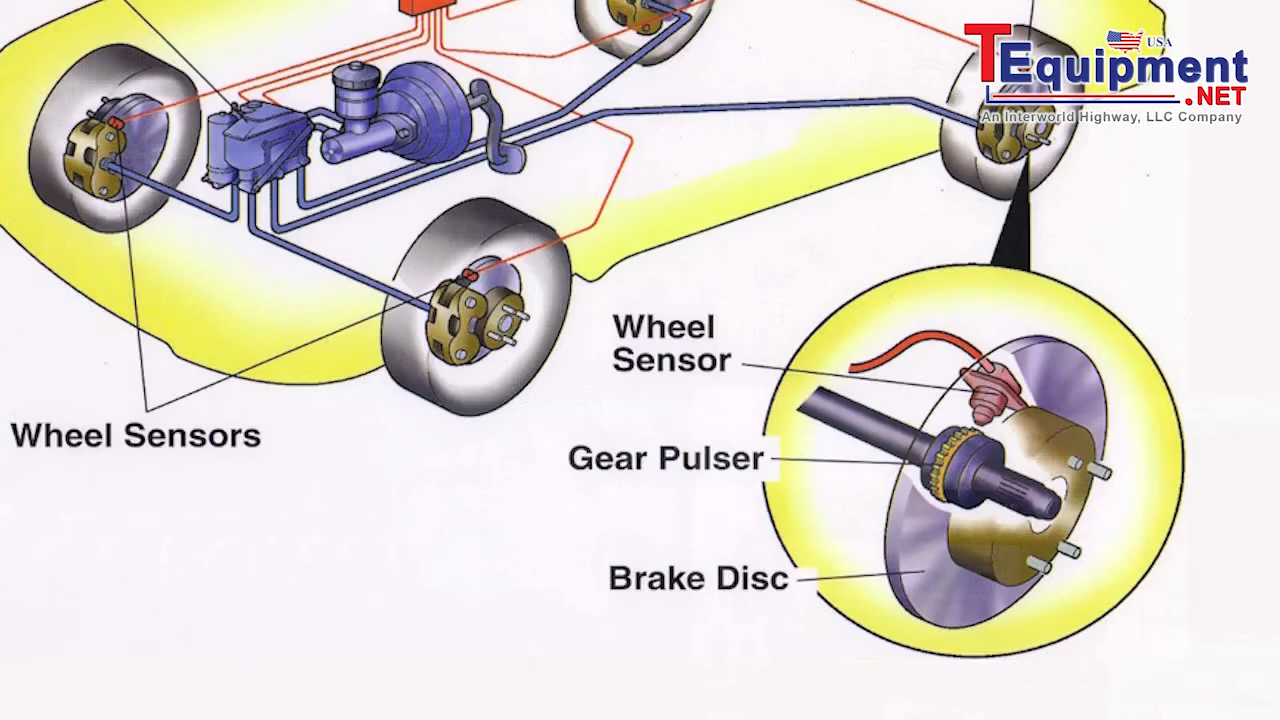 TEquipment
USA
.NET
An Interworld Highway, LLC Company
Wheel
Sensor
Wheel Sensors
Gear Pulser
Brake Disc